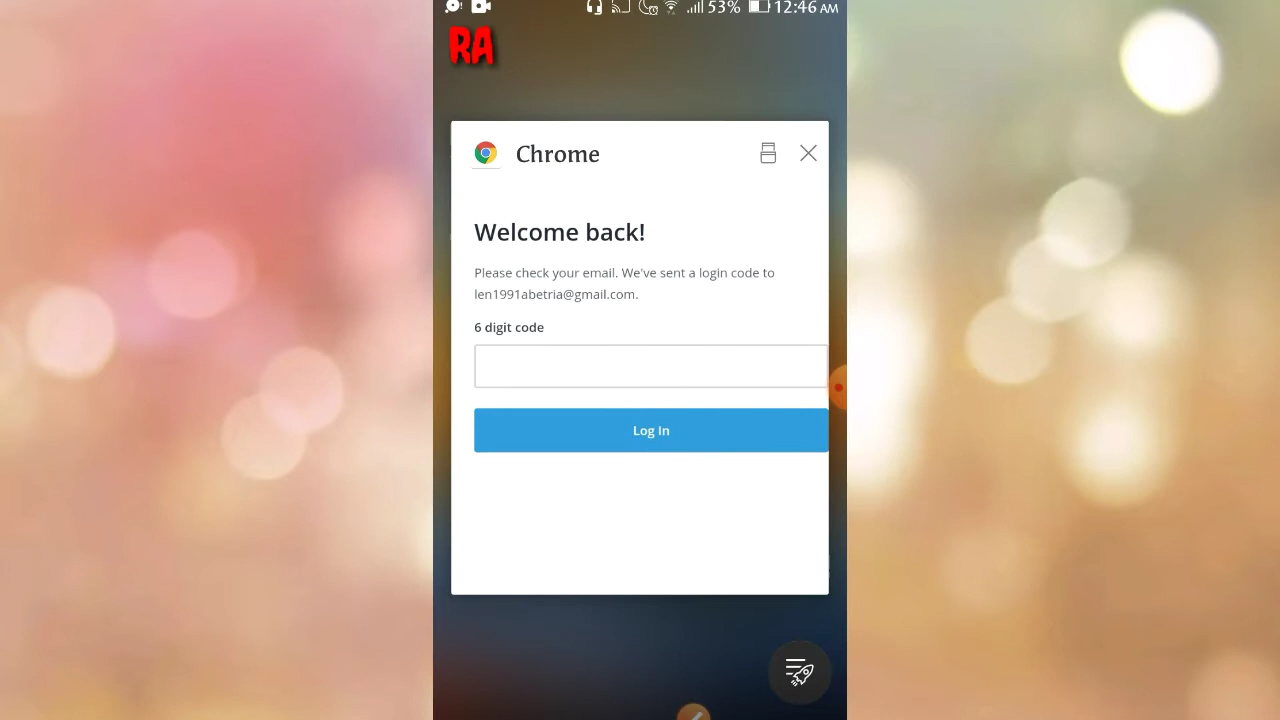 53% 12:46 AM
RA
Chrome
Welcome back!
Please check your email. We've sent a login code to
len1991abetria@gmail.com.
6 digit code
Log In